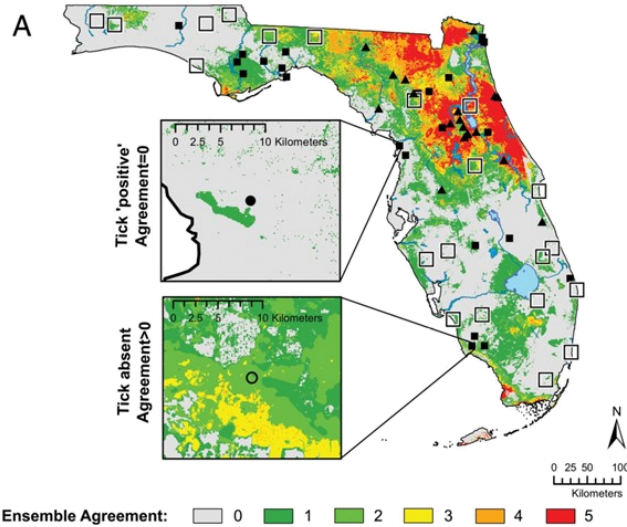 A
0 2.5 5 10 Kilometers
Tick 'positive'
Agreement=0
0 2.5 5 10 Kilometers
Tick absent
Agreement>0
N
0 25 50 100
Kilometers
Ensemble Agreement: 0 1 2 3 4 5